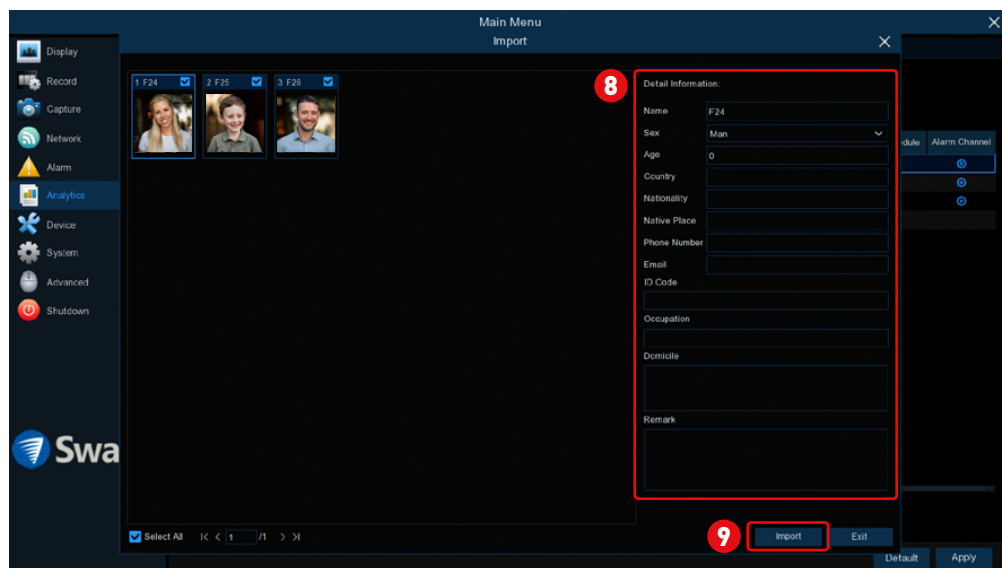 Main Menu
Import
Display
Record
Capture
Network
Alarm
Analytics
Device
System
Advanced
Shutdown
Swa
1 F24
2 F25
3 F26
8
Detail Information:
Name F24
Sex Man
Age 0
Country
Nationality
Native Place
Phone Number
Email
ID Code
Occupation
Domicile
Remark
dule Alarm Channel
Select All 1 /1
9
Import Exit
Default Apply